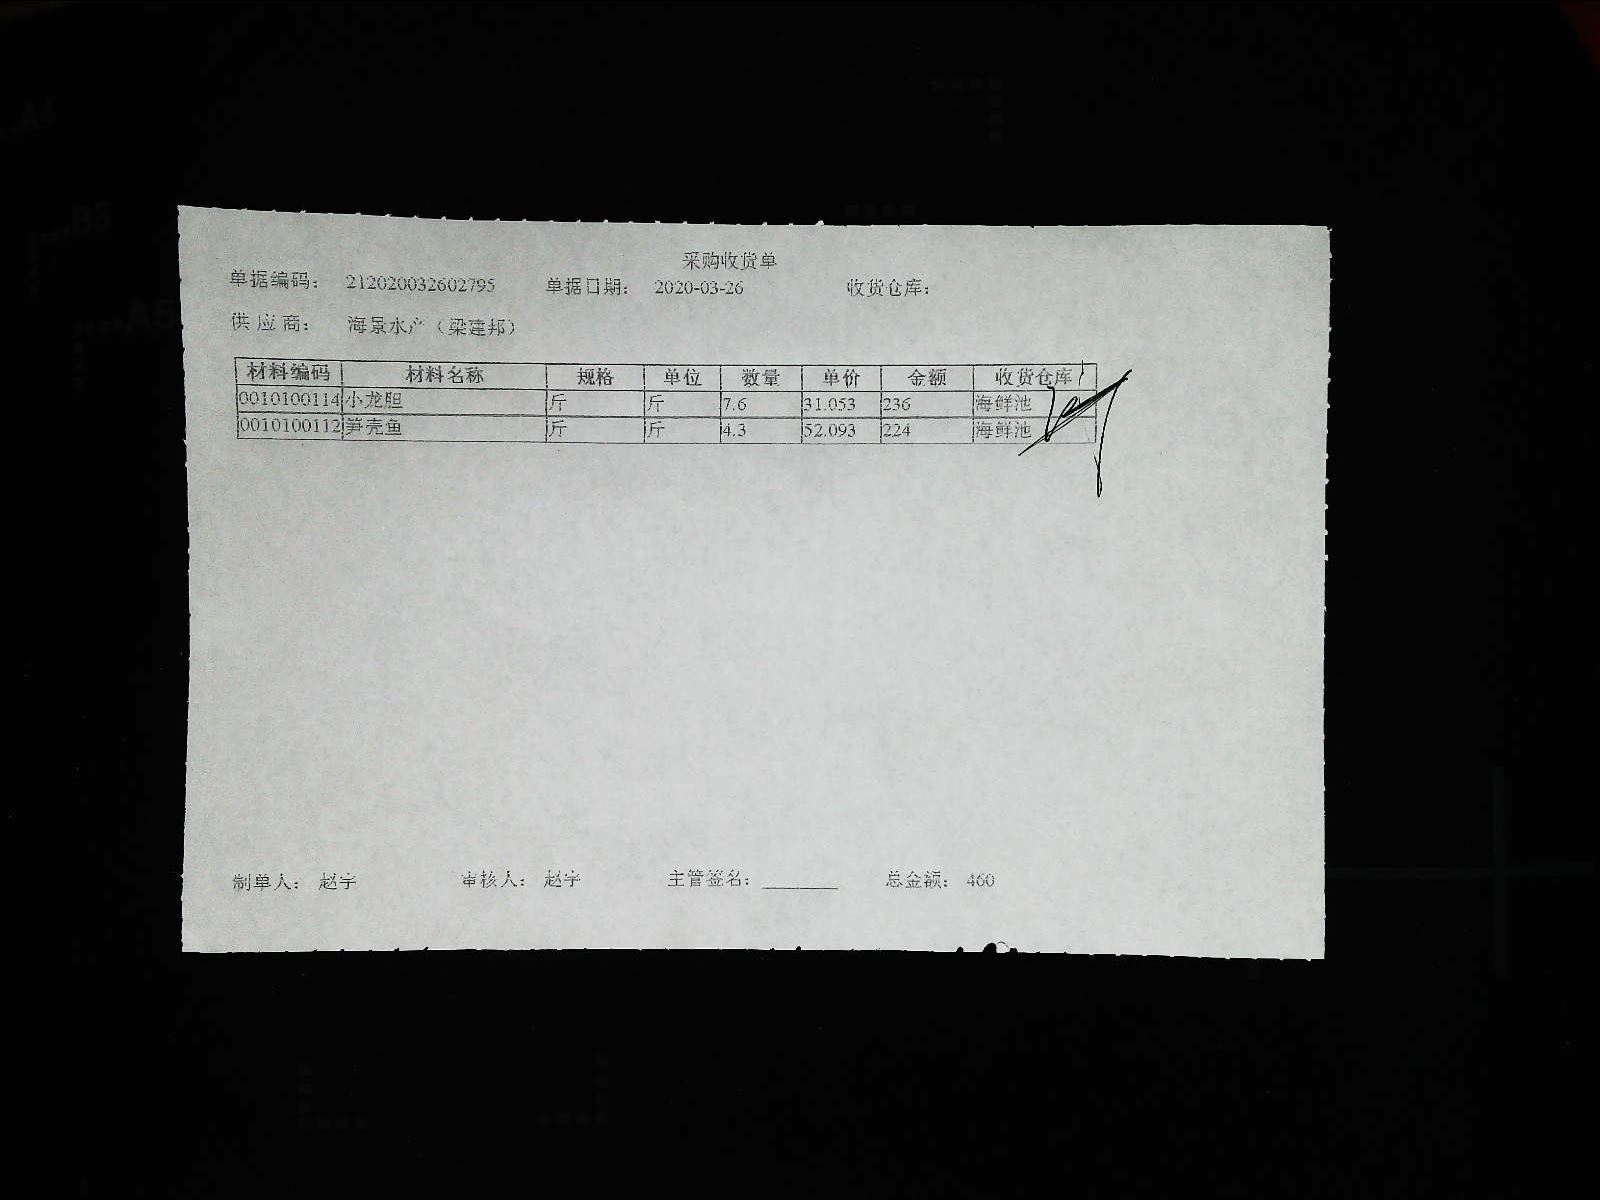 采购收货单
单据编码: 212020032602795 单据日期: 2020-03-26 收货仓库:
供应商: 海景水产（梁建邦）
材料编码 材料名称 规格 单位 数量 单价 金额 收货仓库
0010100114 小龙胆 斤 斤 7.6 31.053 236 海鲜池
0010100112 笋壳鱼 斤 斤 4.3 52.093 224 海鲜池
制单人: 赵宇 审核人: 赵宇 主管签名: ________ 总金额: 460